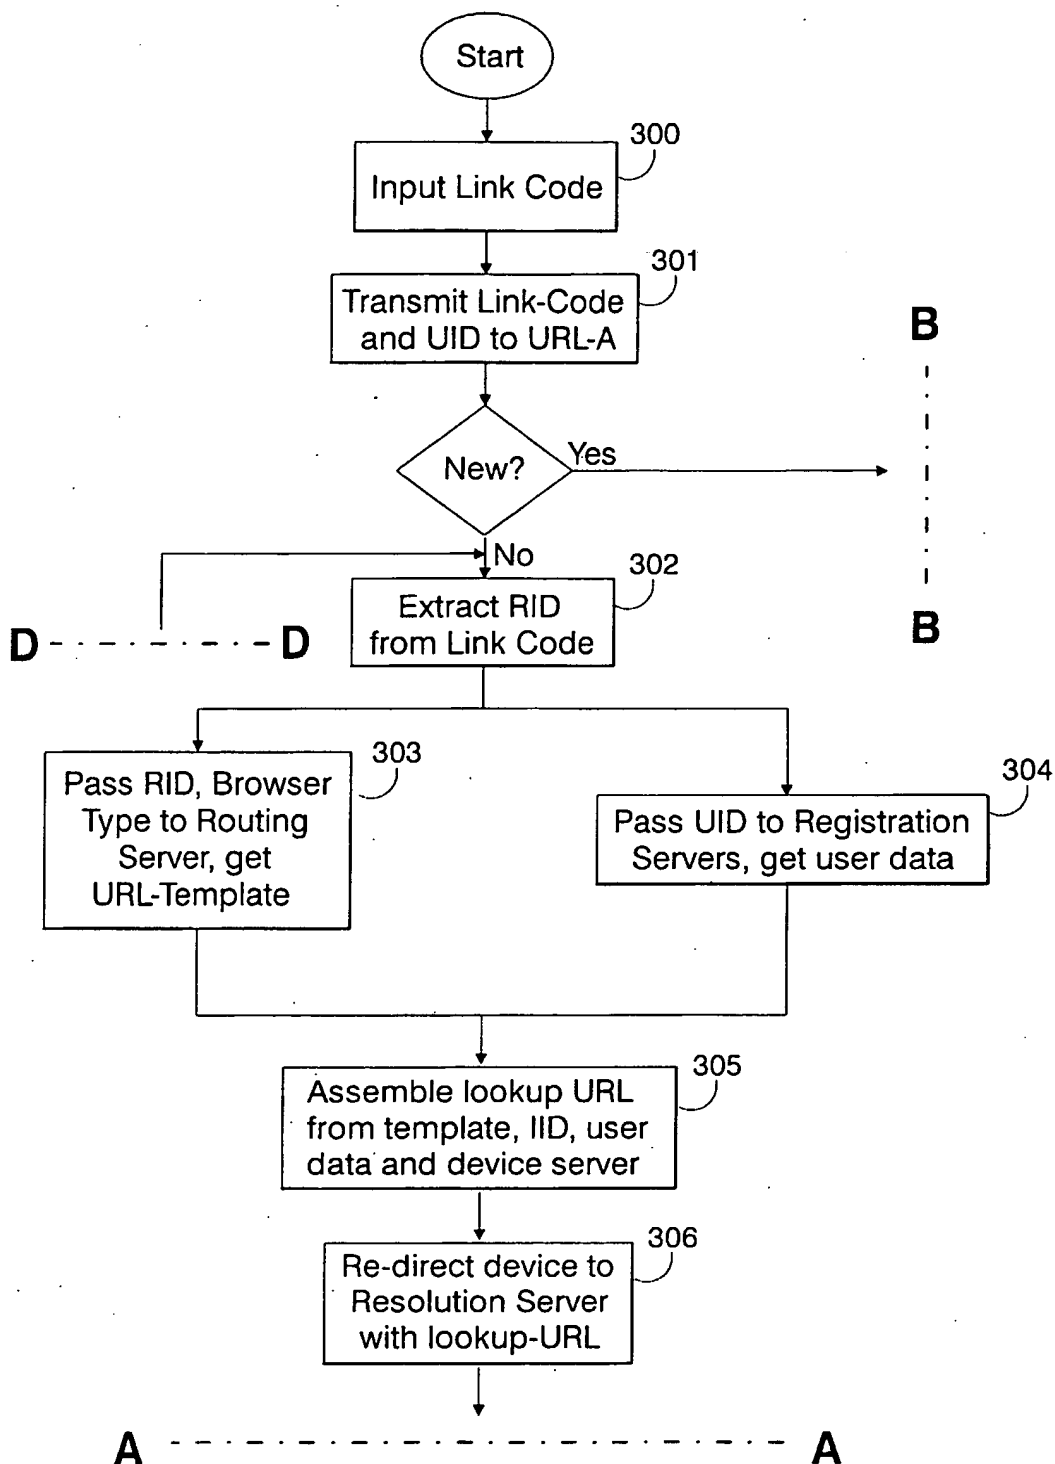 Start
300
Input Link Code
301
Transmit Link-Code
and UID to URL-A
B
New?
Yes
No
302
Extract RID
from Link Code
D
D
B
303
Pass RID, Browser
Type to Routing
Server, get
URL-Template
304
Pass UID to Registration
Servers, get user data
305
Assemble lookup URL
from template, IID, user
data and device server
306
Re-direct device to
Resolution Server
with lookup-URL
A
A